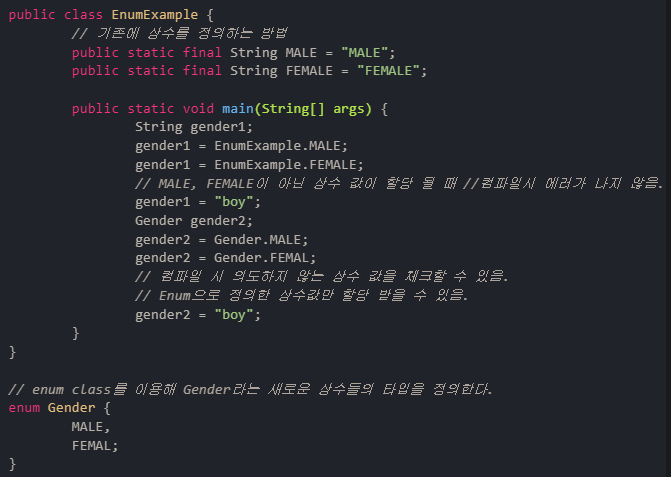 public class EnumExample {
// 기존에 상수를 정의하는 방법
public static final String MALE = "MALE";
public static final String FEMALE = "FEMALE";
public static void main(String[] args) {
String gender1;
gender1 = EnumExample.MALE;
gender1 = EnumExample.FEMALE;
// MALE, FEMALE이 아닌 상수 값이 할당 될 때 //컴파일시 에러가 나지 않음.
gender1 = "boy";
Gender gender2;
gender2 = Gender.MALE;
gender2 = Gender.FEMAL;
// 컴파일 시 의도하지 않는 상수 값을 체크할 수 있음.
// Enum으로 정의한 상수값만 할당 받을 수 있음.
gender2 = "boy";
}
}
// enum class를 이용해 Gender라는 새로운 상수들의 타입을 정의한다.
enum Gender {
MALE,
FEMAL;
}